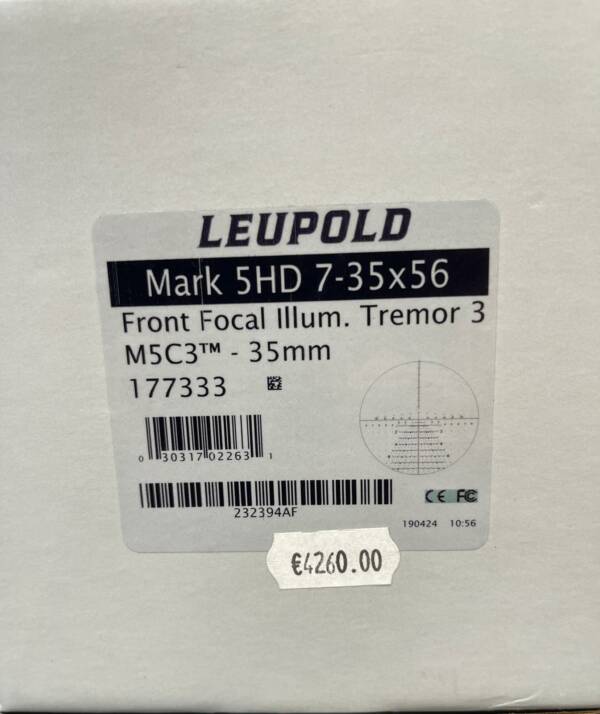 LEUPOLD
Mark 5HD 7-35x56
Front Focal Illum. Tremor 3
M5C3™ - 35mm
177333
0 30317 02263 1
232394AF
CE FC
190424 10:56
€4260.00